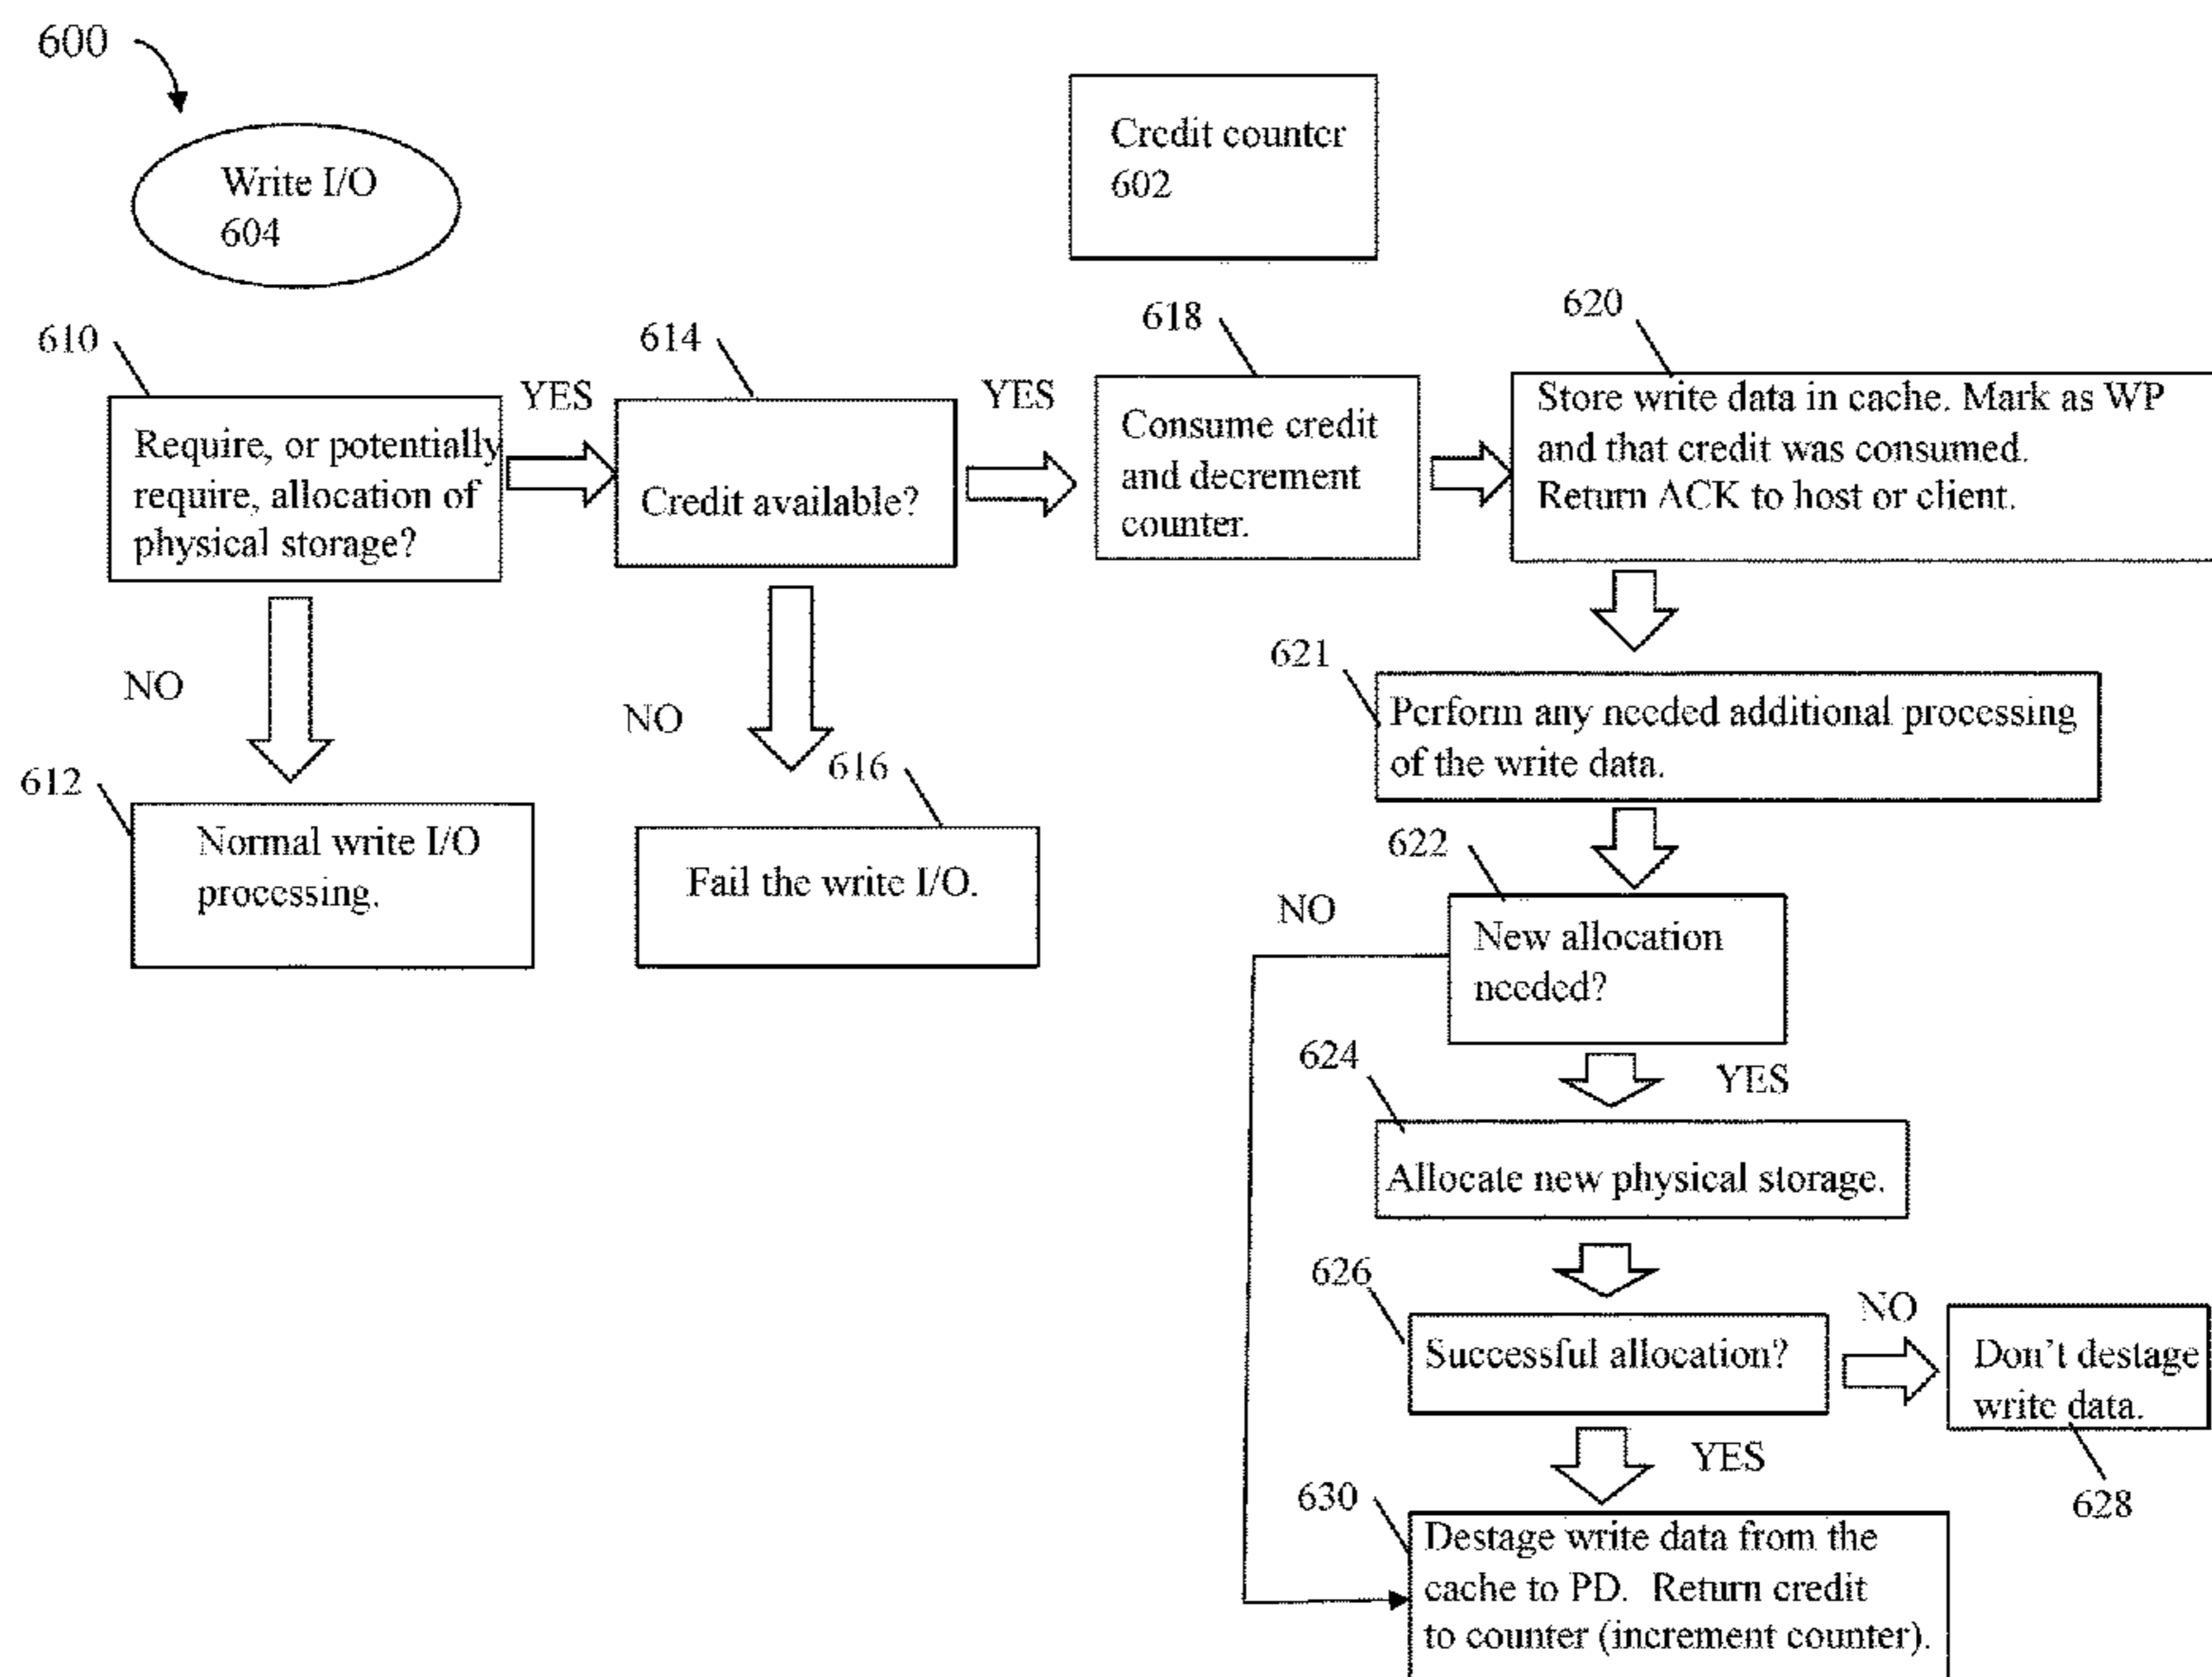 600
Write I/O
604
Credit counter
602
610
Require, or potentially
require, allocation of
physical storage?
YES
614
Credit available?
YES
618
Consume credit
and decrement
counter.
620
Store write data in cache. Mark as WP
and that credit was consumed.
Return ACK to host or client.
NO
612
Normal write I/O
processing.
NO
616
Fail the write I/O.
621
Perform any needed additional processing
of the write data.
622
NO
New allocation
needed?
YES
624
Allocate new physical storage.
626
Successful allocation?
NO
Don't destage
write data.
628
YES
630
Destage write data from the
cache to PD. Return credit
to counter (increment counter).